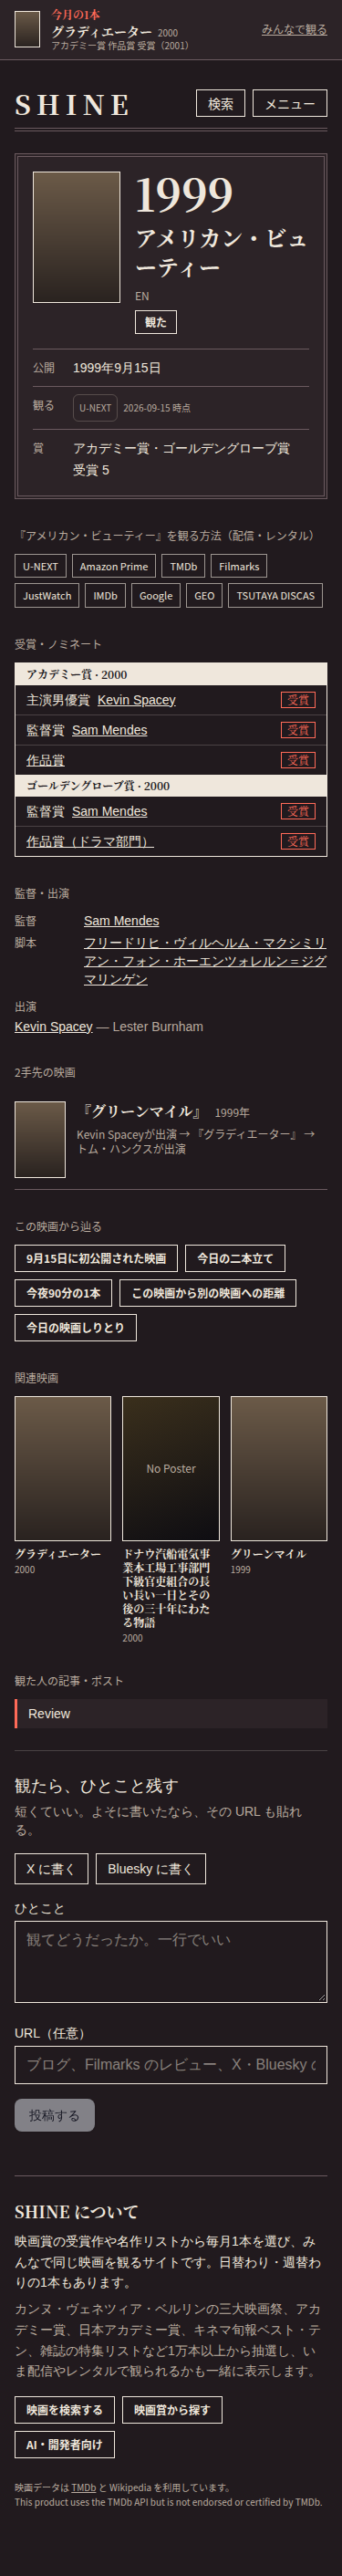 今月の1本
グラディエーター 2000
アカデミー賞 作品賞 受賞（2001）
みんなで観る
SHINE
検索
メニュー
1999
アメリカン・ビュ
ーティー
EN
観た
公開 1999年9月15日
観る U-NEXT 2026-09-15 時点
賞 アカデミー賞・ゴールデングローブ賞
受賞 5
『アメリカン・ビューティー』を観る方法（配信・レンタル）
U-NEXT Amazon Prime TMDb Filmarks
JustWatch IMDb Google GEO TSUTAYA DISCAS
受賞・ノミネート
アカデミー賞 · 2000
主演男優賞 Kevin Spacey 受賞
監督賞 Sam Mendes 受賞
作品賞 受賞
ゴールデングローブ賞 · 2000
監督賞 Sam Mendes 受賞
作品賞（ドラマ部門） 受賞
監督・出演
監督 Sam Mendes
脚本 フリードリヒ・ヴィルヘルム・マクシミリ
アン・フォン・ホーエンツォレルン＝ジグ
マリンゲン
出演
Kevin Spacey — Lester Burnham
2手先の映画
『グリーンマイル』 1999年
Kevin Spaceyが出演 → 『グラディエーター』 →
トム・ハンクスが出演
この映画から辿る
9月15日に初公開された映画 今日の二本立て
今夜90分の1本 この映画から別の映画への距離
今日の映画しりとり
関連映画
No Poster
グラディエーター
2000
ドナウ汽船電気事
業本工場工事部門
下級官吏組合の長
い長い一日とその
後の三十年にわた
る物語
2000
グリーンマイル
1999
観た人の記事・ポスト
Review
観たら、ひとこと残す
短くていい。よそに書いたなら、その URL も貼れ
る。
X に書く Bluesky に書く
ひとこと
観てどうだったか。一行でいい
URL（任意）
ブログ、Filmarks のレビュー、X・Bluesky の
投稿する
SHINE について
映画賞の受賞作や名作リストから毎月1本を選び、み
んなで同じ映画を観るサイトです。日替わり・週替わ
りの1本もあります。
カンヌ・ヴェネツィア・ベルリンの三大映画祭、アカ
デミー賞、日本アカデミー賞、キネマ旬報ベスト・テ
ン、雑誌の特集リストなど1万本以上から抽選し、い
ま配信やレンタルで観られるかも一緒に表示します。
映画を検索する 映画賞から探す
AI・開発者向け
映画データは TMDb と Wikipedia を利用しています。
This product uses the TMDb API but is not endorsed or certified by TMDb.